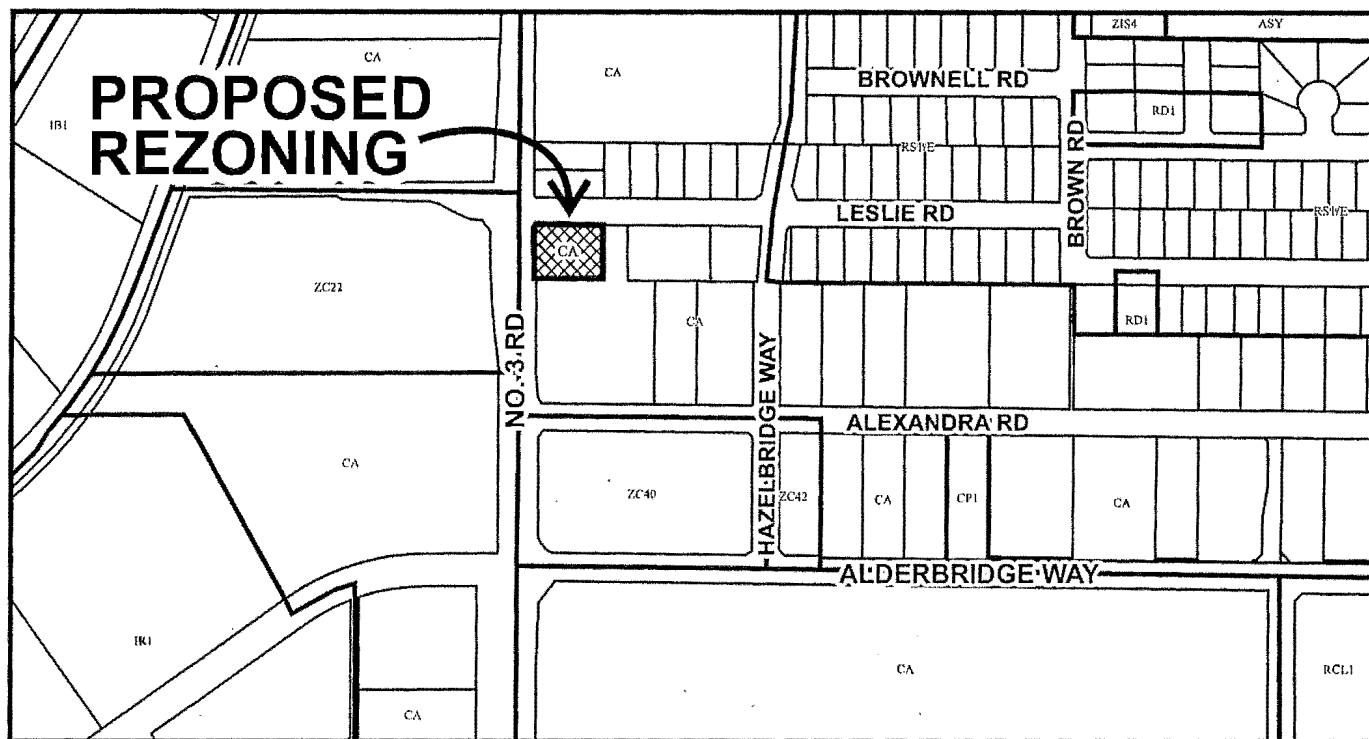 ZIS4
ASY
CA
CA
BROWNELL RD
PROPOSED
REZONING
IB1
RD1
BROWN RD
RS1/E
LESLIE RD
RS1/E
CA
ZC22
NO. 3 RD
CA
RD1
HAZELBRIDGE WAY
ALEXANDRA RD
CA
ZC40
ZC42
CA
CP1
CA
ALDERBRIDGE WAY
CA
RCL1
CA